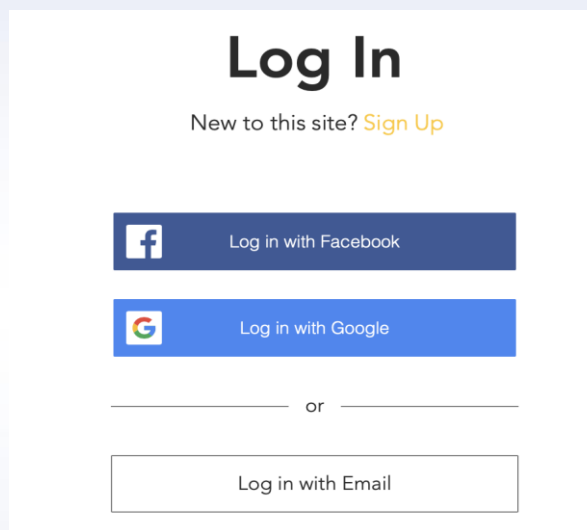 Log In
New to this site? Sign Up
Log in with Facebook
Log in with Google
or
Log in with Email